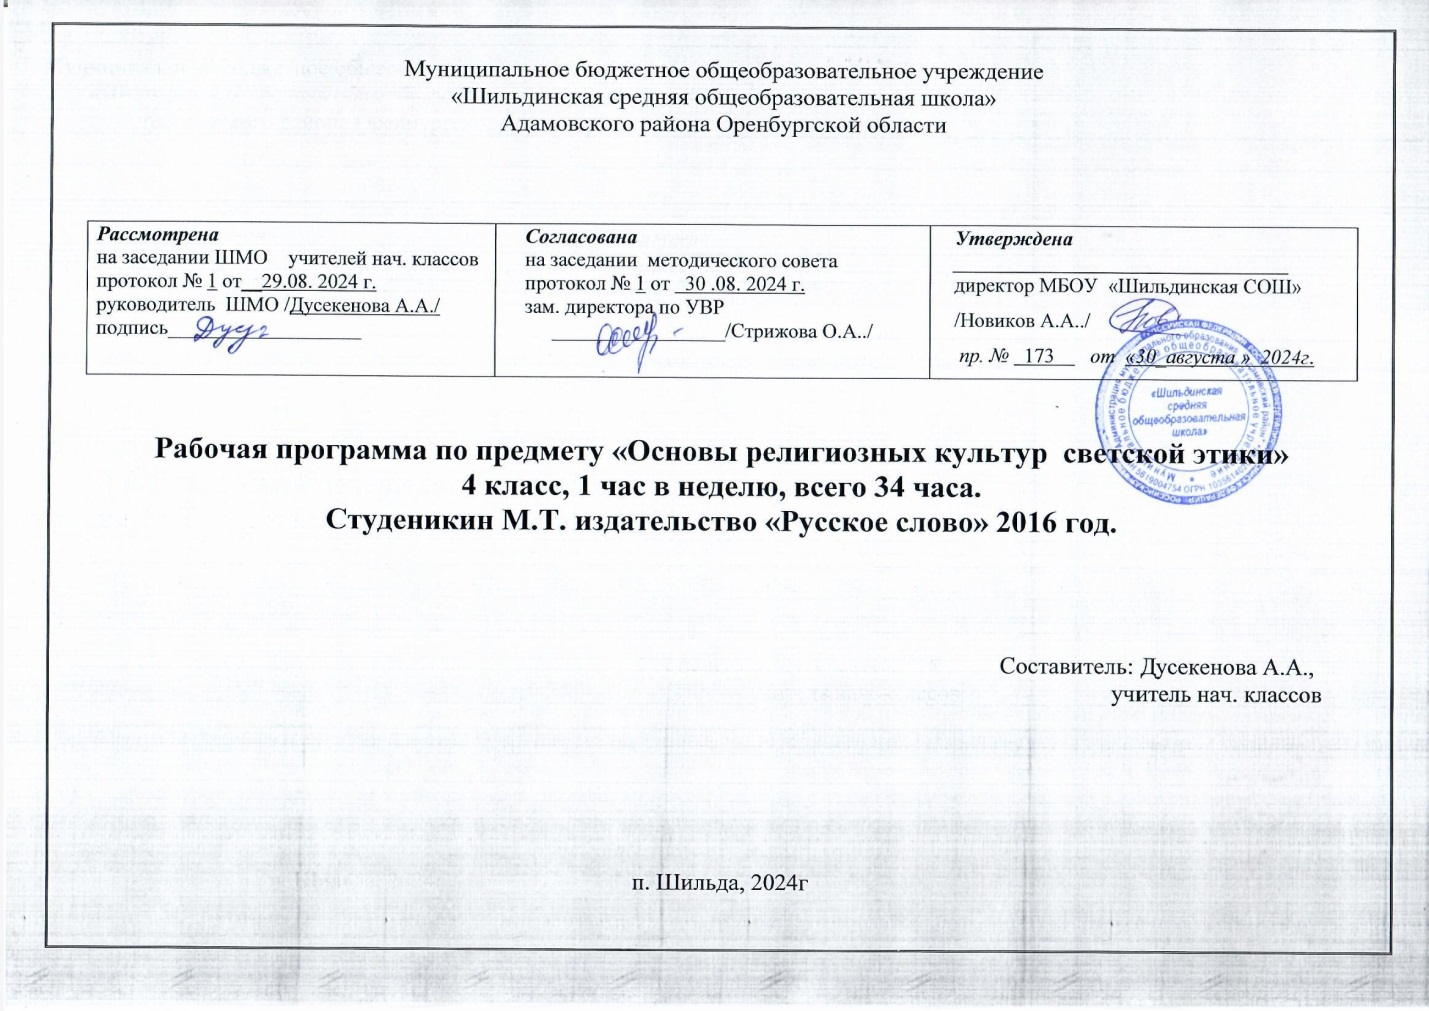 Муниципальное бюджетное общеобразовательное учреждение
«Шильдинская средняя общеобразовательная школа»
Адамовского района Оренбургской области
Рассмотрена
на заседании ШМО учителей нач. классов
протокол № 1 от 29.08. 2024 г.
руководитель ШМО /Дусекенова А.А./
подпись
Согласована
на заседании методического совета
протокол № 1 от 30 .08. 2024 г.
зам. директора по УВР
/Стрижова О.А../
Утверждена
директор МБОУ «Шильдинская СОШ»
/Новиков А.А../
пр. № 173 от «30 августа » 2024г.
«Шильдинская
средняя
общеобразовательная
школа»
Рабочая программа по предмету «Основы религиозных культур светской этики»
4 класс, 1 час в неделю, всего 34 часа.
Студеникин М.Т. издательство «Русское слово» 2016 год.
Составитель: Дусекенова А.А.,
учитель нач. классов
п. Шильда, 2024г